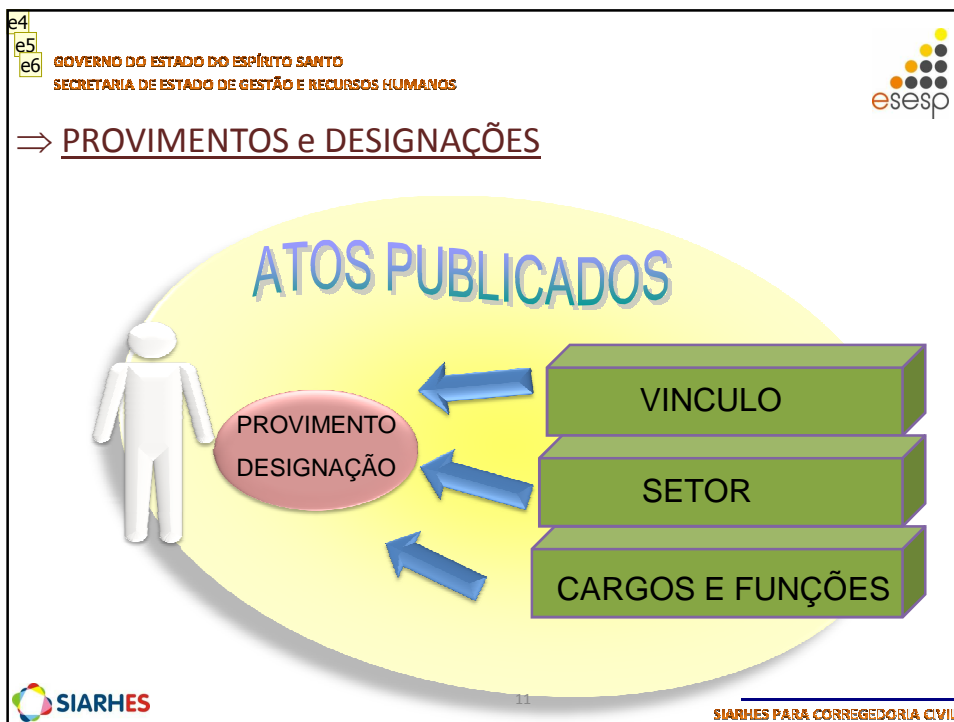 e4
e5
e6
GOVERNO DO ESTADO DO ESPÍRITO SANTO
SECRETARIA DE ESTADO DE GESTÃO E RECURSOS HUMANOS
esesp
⇒ PROVIMENTOS e DESIGNAÇÕES
ATOS PUBLICADOS
PROVIMENTO
DESIGNAÇÃO
VINCULO
SETOR
CARGOS E FUNÇÕES
SIARHES
11
SIARHES PARA CORREGEDORIA CIVIL